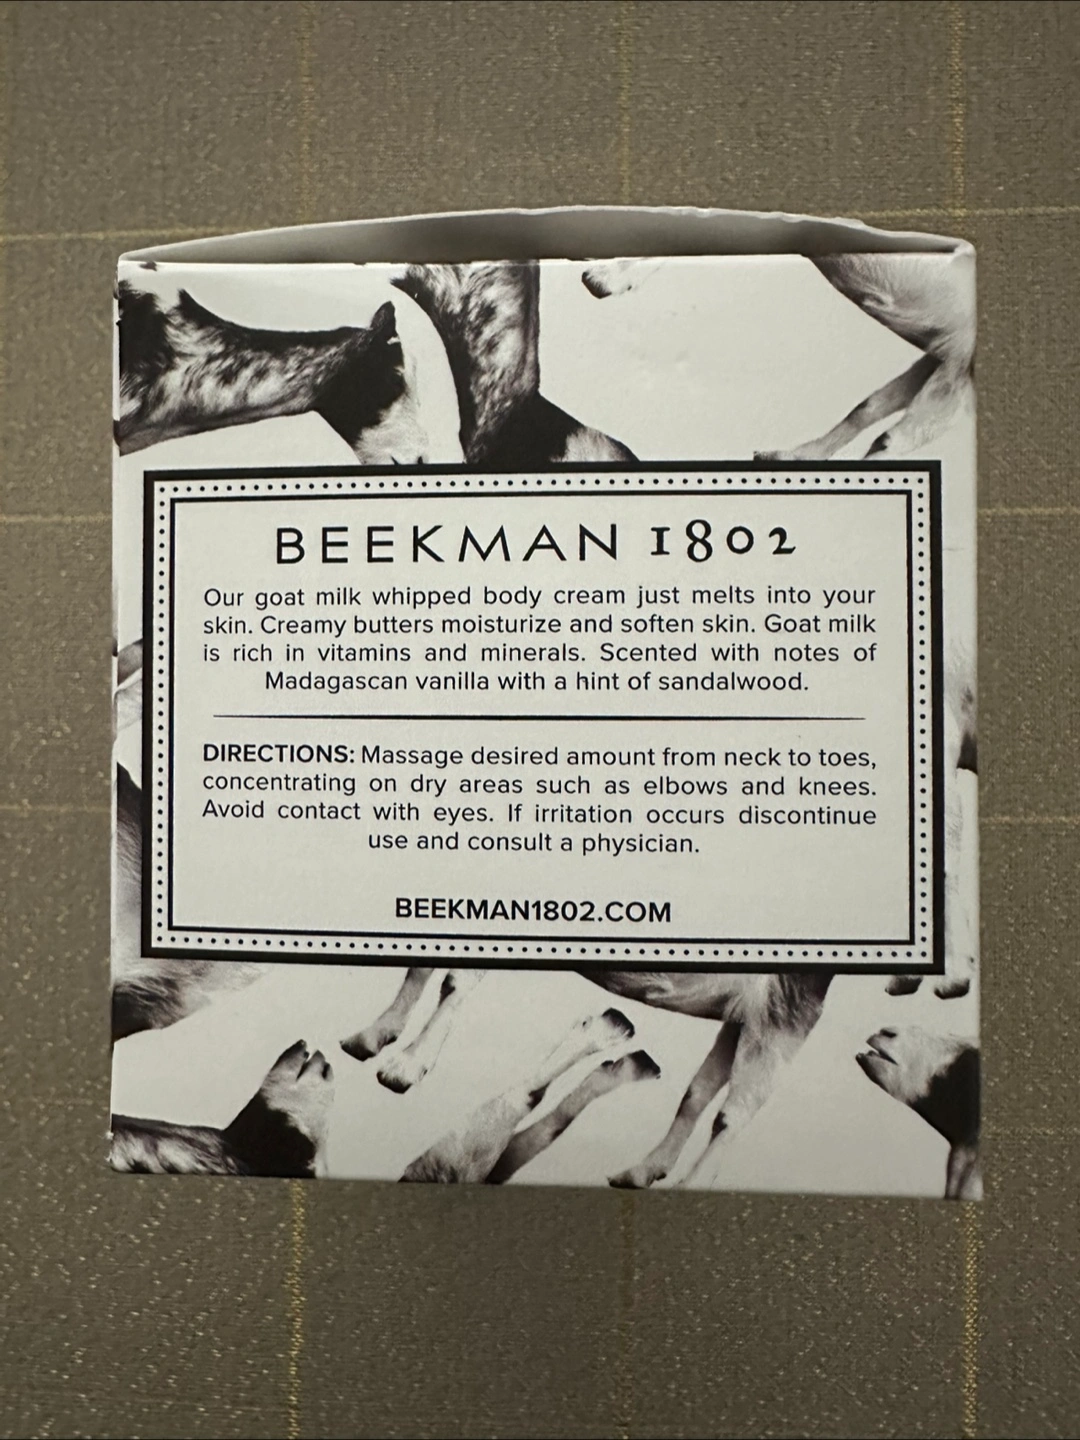 BEEKMAN 1802
Our goat milk whipped body cream just melts into your
skin. Creamy butters moisturize and soften skin. Goat milk
is rich in vitamins and minerals. Scented with notes of
Madagascan vanilla with a hint of sandalwood.
DIRECTIONS: Massage desired amount from neck to toes,
concentrating on dry areas such as elbows and knees.
Avoid contact with eyes. If irritation occurs discontinue
use and consult a physician.
BEEKMAN1802.COM